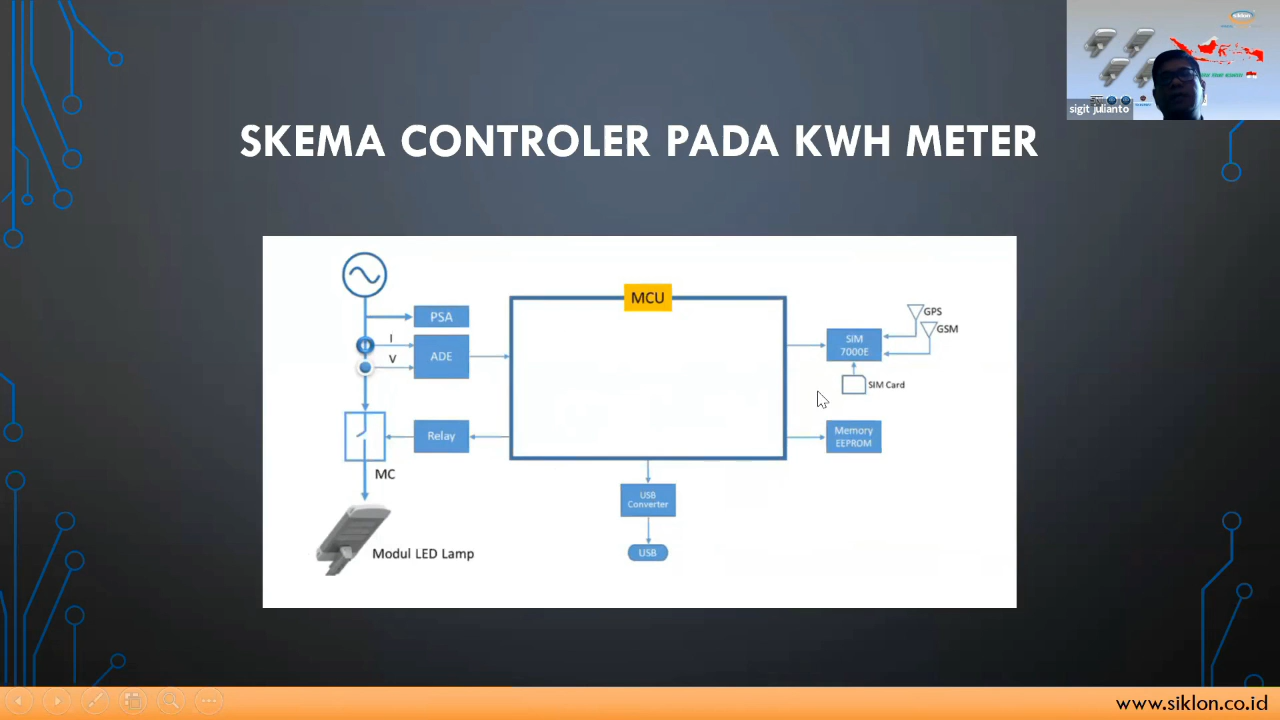 sigit julianto
SKEMA CONTROLER PADA KWH METER
MCU
PSA
I
V
ADE
Relay
MC
Modul LED Lamp
USB
Converter
USB
SIM
7000E
GPS
GSM
SIM Card
Memory
EEPROM
www.siklon.co.id